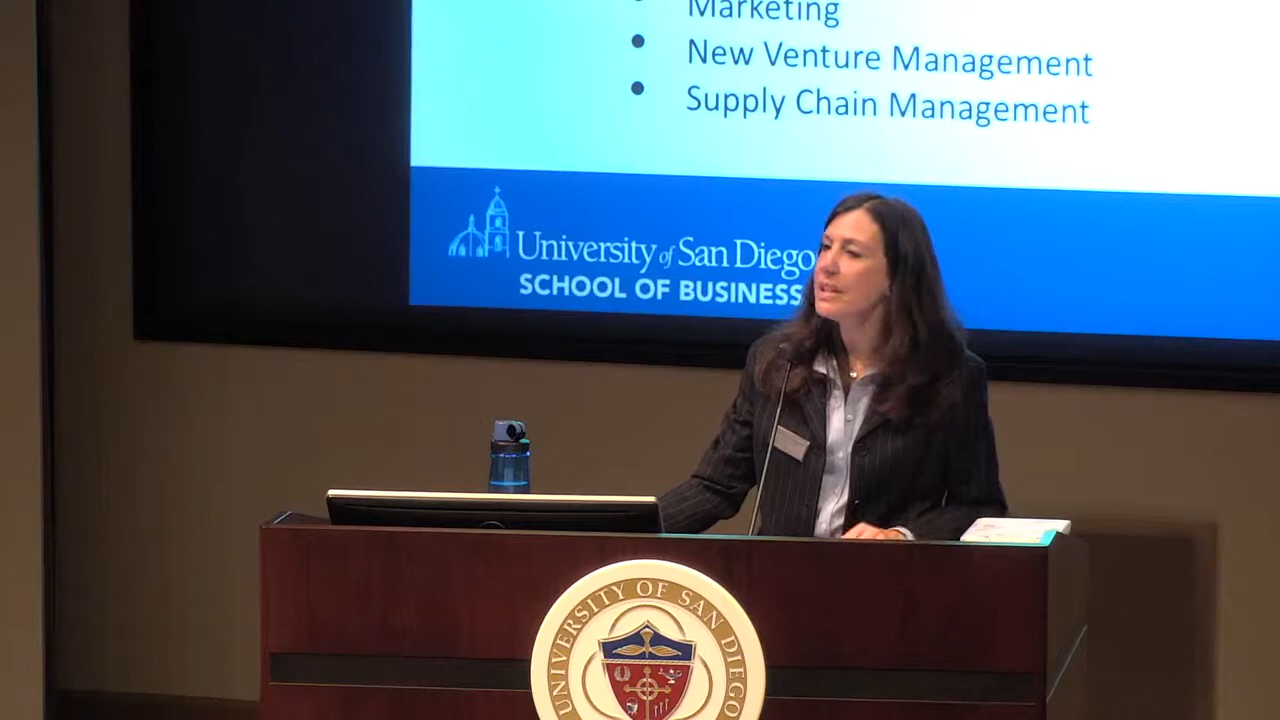 Marketing
• New Venture Management
• Supply Chain Management
University of San Diego
SCHOOL OF BUSINESS
UNIVERSITY OF SAN DIEGO